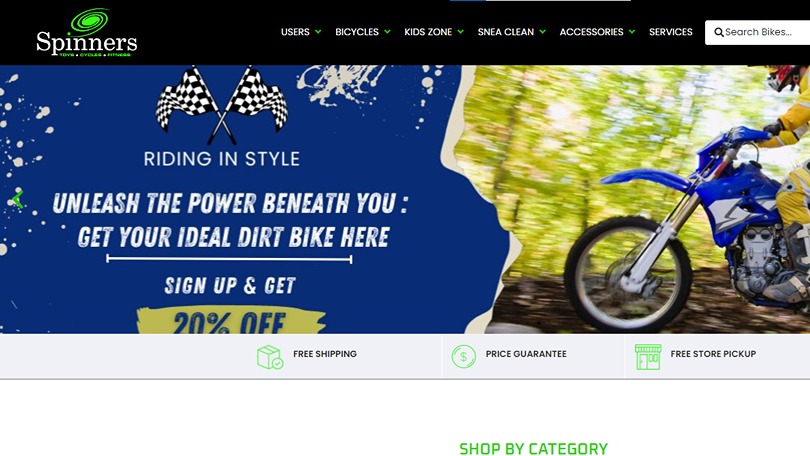 Spinners
TOYS • CYCLES • FITNESS
USERS
BICYCLES
KIDS ZONE
SNEA CLEAN
ACCESSORIES
SERVICES
Search Bikes...
RIDING IN STYLE
UNLEASH THE POWER BENEATH YOU :
GET YOUR IDEAL DIRT BIKE HERE
SIGN UP & GET
20% OFF
FREE SHIPPING
PRICE GUARANTEE
FREE STORE PICKUP
SHOP BY CATEGORY